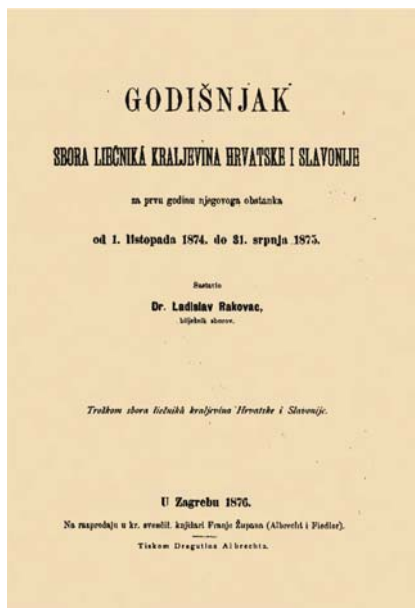 GODIŠNJAK
SBORA LIEČNIKÁ KRALJEVINA HRVATSKE I SLAVONIJE
za prvu godinu njegovoga obstanka
od 1. listopada 1874. do 31. srpnja 1875.
Sastavio
Dr. Ladislav Rakovac,
bilježnik sborov.
Troškom sbora liečnikâ kraljevina Hrvatske i Slavonije.
U Zagrebu 1876.
Na razprodaju u kr. sveučil. knjižari Franje Župana (Albrecht i Fiedler).
Tiskom Dragutina Albrechta.